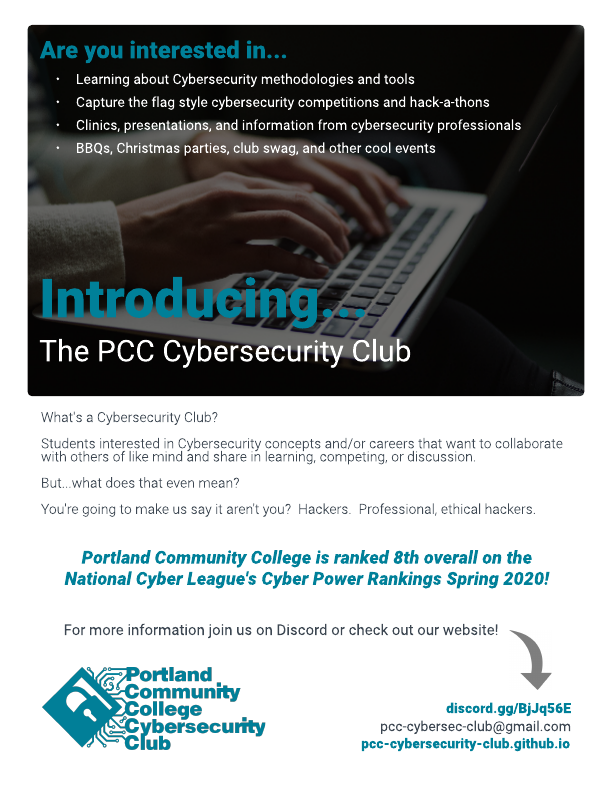 Are you interested in...
• Learning about Cybersecurity methodologies and tools
• Capture the flag style cybersecurity competitions and hack-a-thons
• Clinics, presentations, and information from cybersecurity professionals
• BBQs, Christmas parties, club swag, and other cool events
Introducing...
The PCC Cybersecurity Club
What's a Cybersecurity Club?
Students interested in Cybersecurity concepts and/or careers that want to collaborate
with others of like mind and share in learning, competing, or discussion.
But...what does that even mean?
You're going to make us say it aren't you?  Hackers.  Professional, ethical hackers.
Portland Community College is ranked 8th overall on the
National Cyber League's Cyber Power Rankings Spring 2020!
For more information join us on Discord or check out our website!
Portland
Community
College
Cybersecurity
Club
discord.gg/BjJq56E
pcc-cybersec-club@gmail.com
pcc-cybersecurity-club.github.io